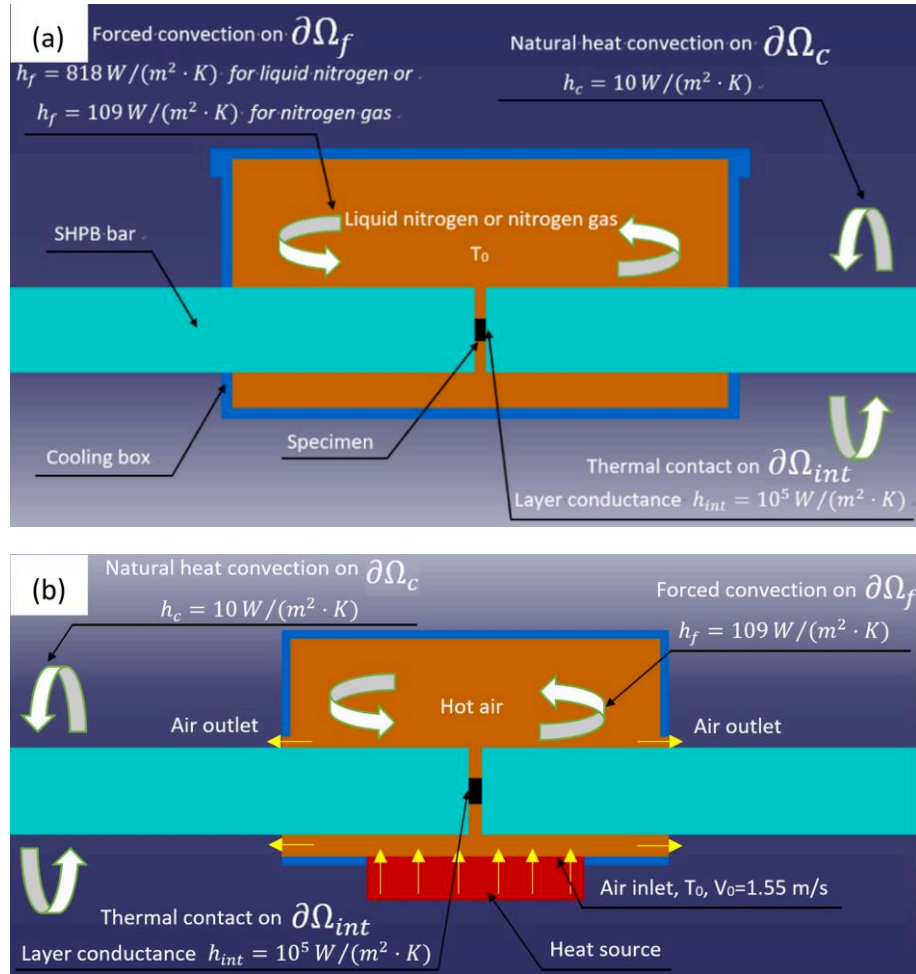 (a)
Forced convection on ∂Ω_f
h_f = 818 W/(m² · K) for liquid nitrogen or
h_f = 109 W/(m² · K) for nitrogen gas
Natural heat convection on ∂Ω_c
h_c = 10 W/(m² · K)
SHPB bar
Liquid nitrogen or nitrogen gas
T₀
Cooling box
Specimen
Thermal contact on ∂Ω_int
Layer conductance h_int = 10⁵ W/(m² · K)
(b)
Natural heat convection on ∂Ω_c
h_c = 10 W/(m² · K)
Forced convection on ∂Ω_f
h_f = 109 W/(m² · K)
Hot air
Air outlet
Air outlet
Air inlet, T₀, V₀=1.55 m/s
Thermal contact on ∂Ω_int
Layer conductance h_int = 10⁵ W/(m² · K)
Heat source